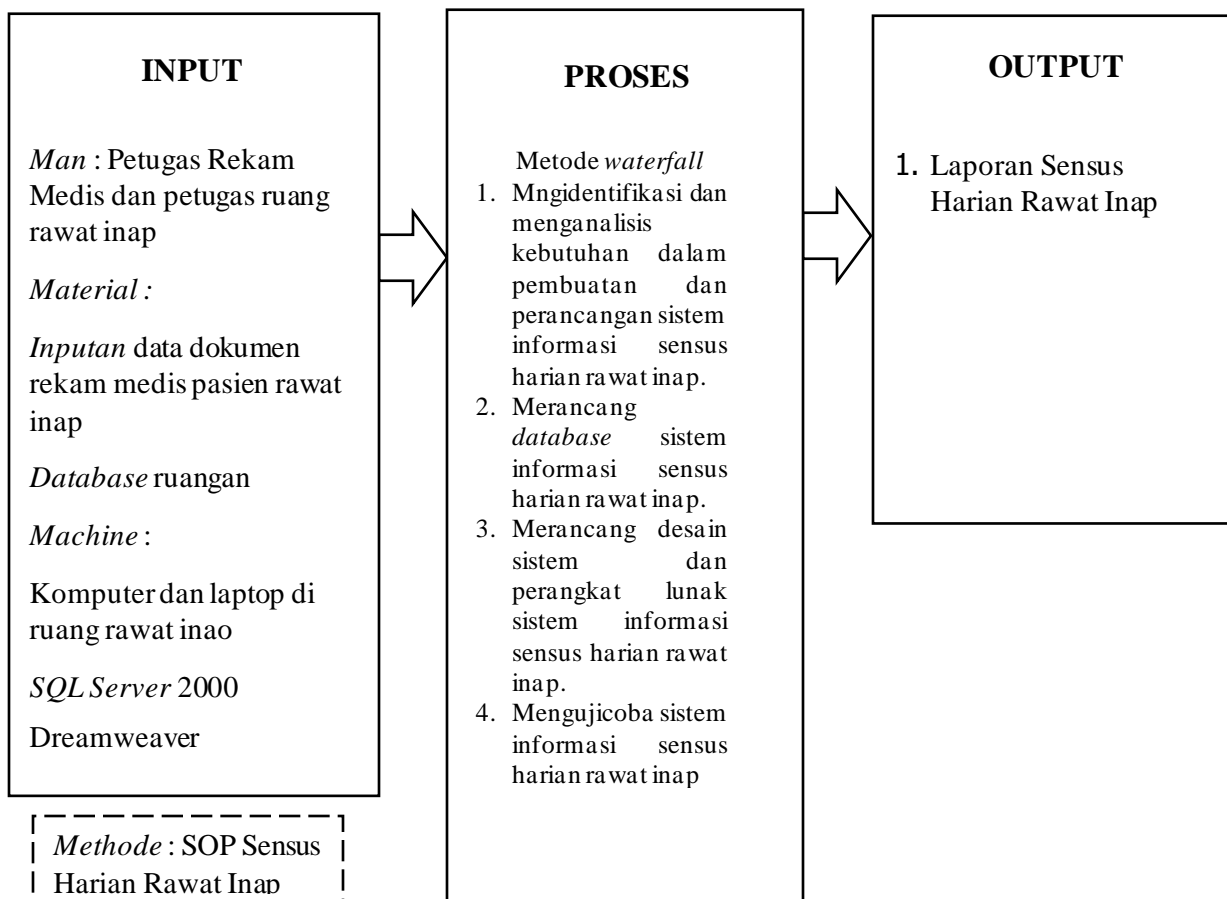 INPUT
Man : Petugas Rekam
Medis dan petugas ruang
rawat inap
Material :
Inputan data dokumen
rekam medis pasien rawat
inap
Database ruangan
Machine :
Komputer dan laptop di
ruang rawat inao
SQL Server 2000
Dreamweaver
Methode : SOP Sensus
Harian Rawat Inap
PROSES
Metode waterfall
1. Mngidentifikasi dan
menganalisis
kebutuhan dalam
pembuatan dan
perancangan sistem
informasi sensus
harian rawat inap.
2. Merancang
database sistem
informasi sensus
harian rawat inap.
3. Merancang desain
sistem dan
perangkat lunak
sistem informasi
sensus harian rawat
inap.
4. Mengujicoba sistem
informasi sensus
harian rawat inap
OUTPUT
1. Laporan Sensus
Harian Rawat Inap